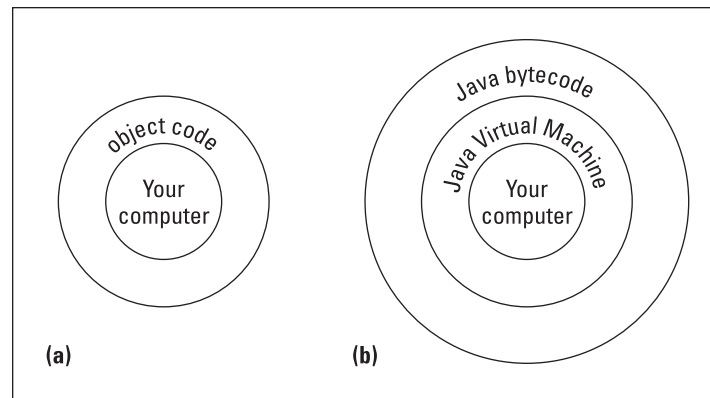 object code
Your
computer
(a)
Java bytecode
Java Virtual Machine
Your
computer
(b)